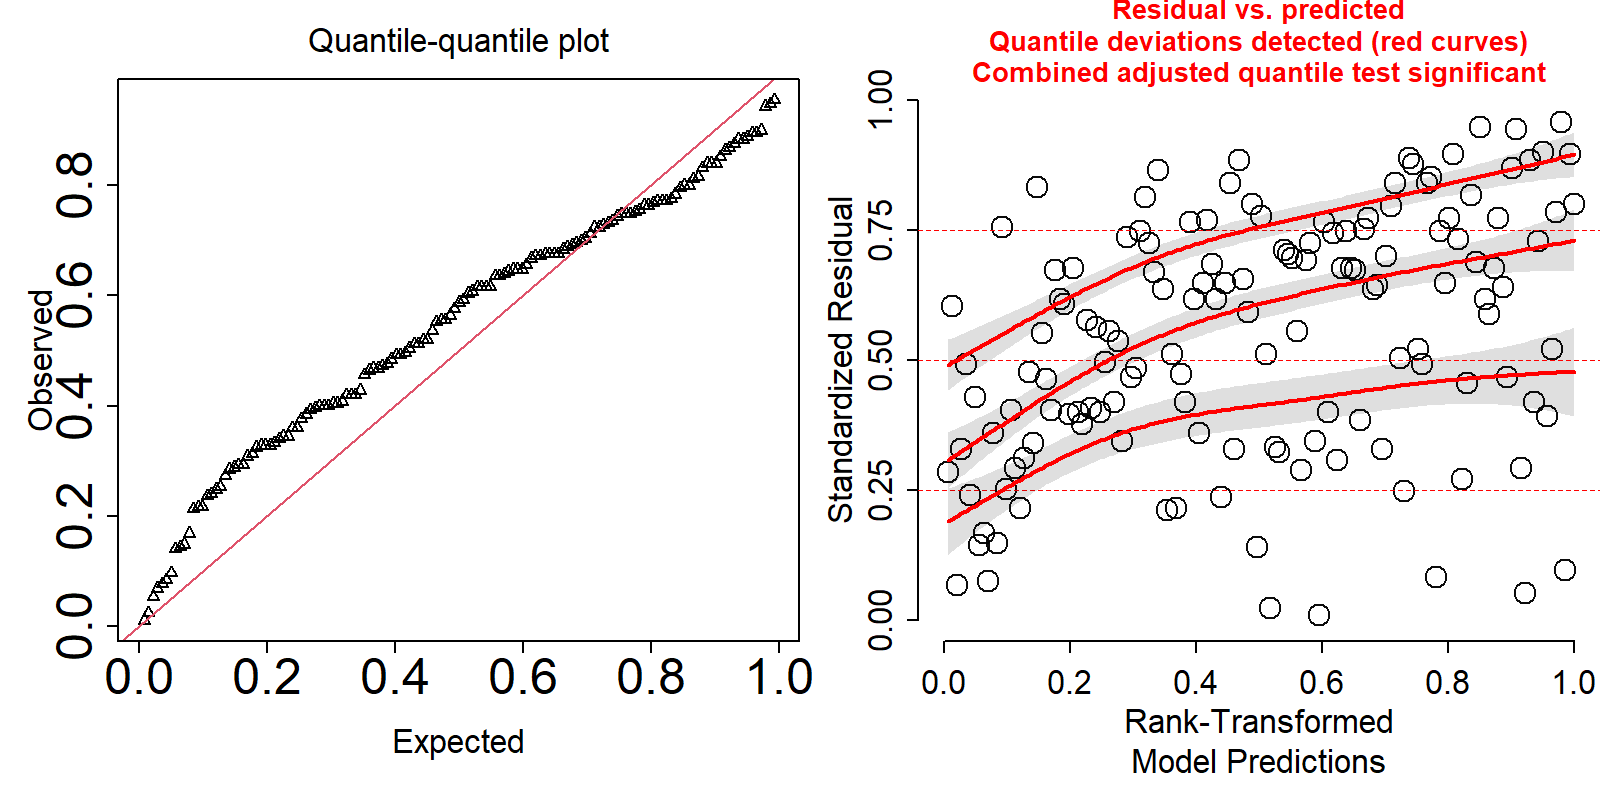 Quantile-quantile plot
Observed
0.0 0.2 0.4 0.6 0.8
0.0 0.2 0.4 0.6 0.8 1.0
Expected
Residual vs. predicted
Quantile deviations detected (red curves)
Combined adjusted quantile test significant
Standardized Residual
0.00 0.25 0.50 0.75 1.00
0.0 0.2 0.4 0.6 0.8 1.0
Rank-Transformed
Model Predictions